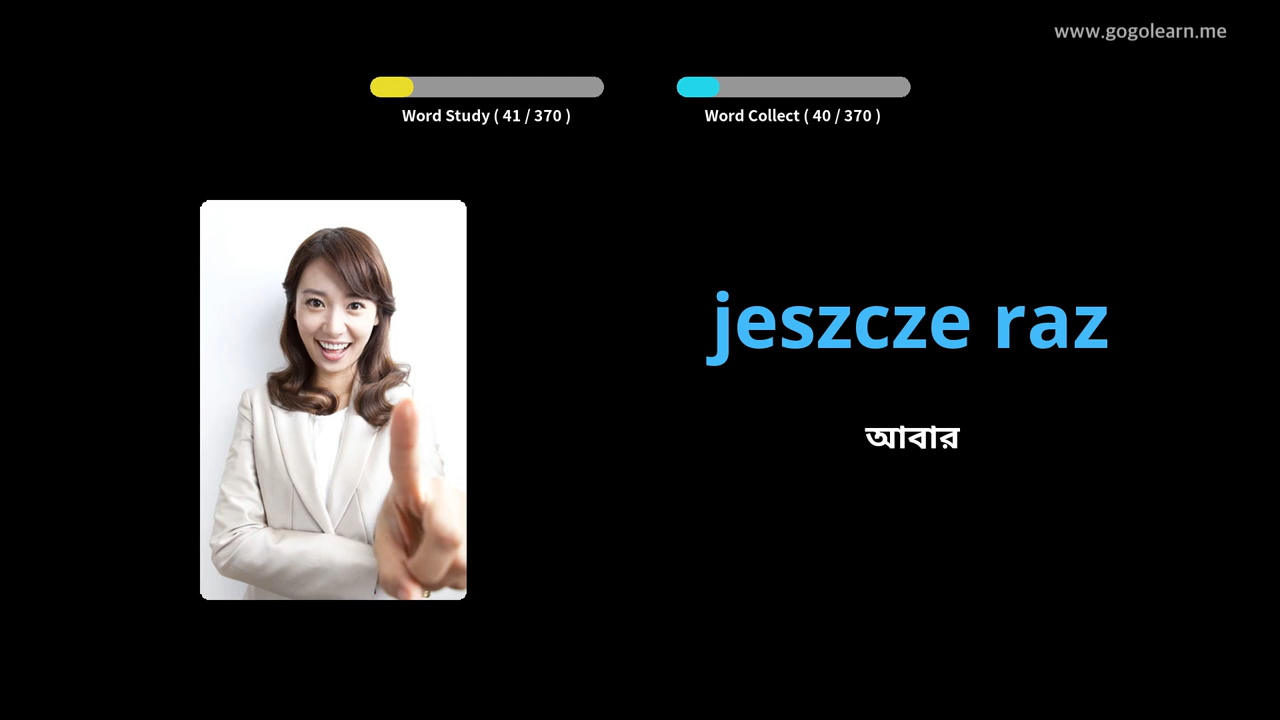 www.gogolearn.me
Word Study ( 41 / 370 )
Word Collect ( 40 / 370 )
jeszcze raz
আবার